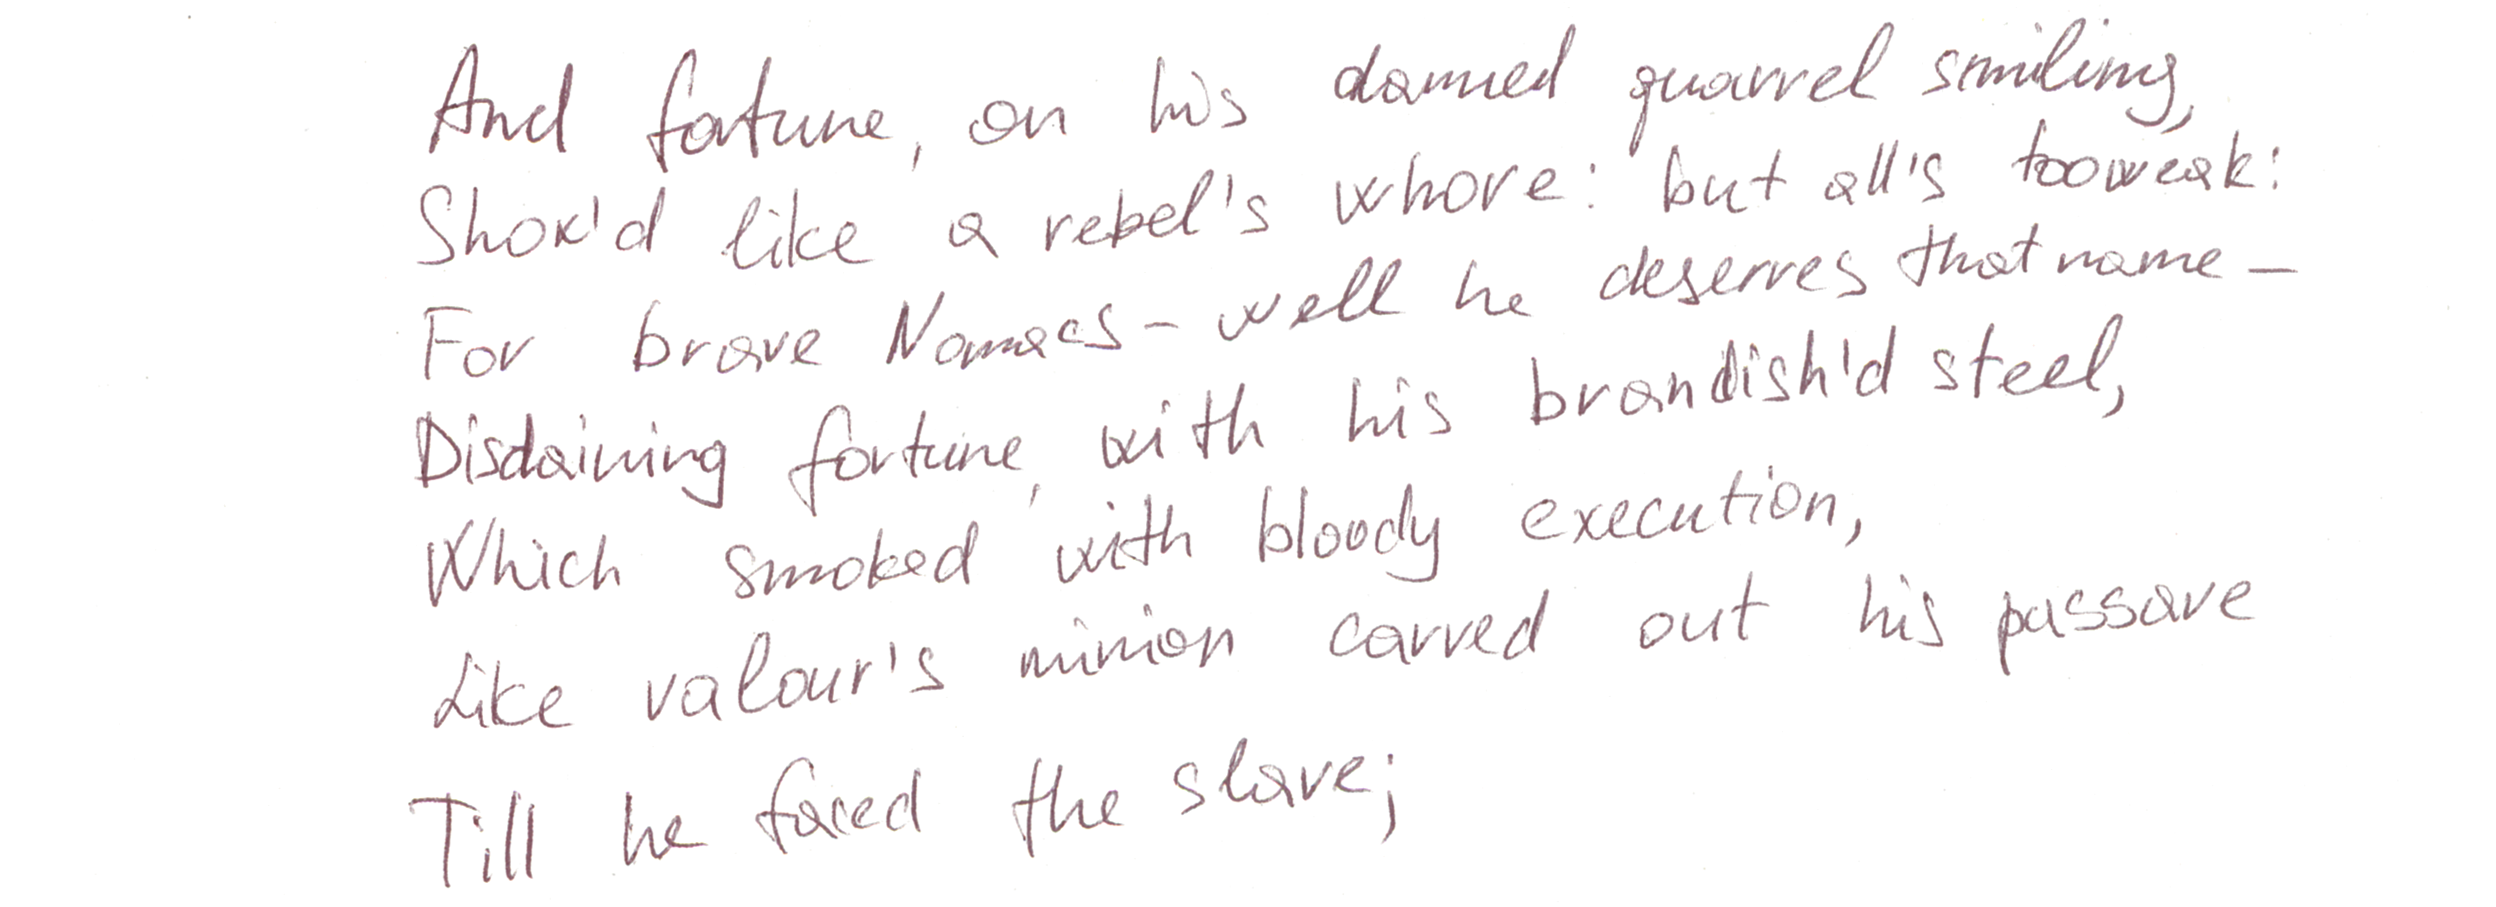 And fortune, on his damned quarrel smiling,
Show'd like a rebel's whore: but all's too weak:
For brave Nomacs - well he deserves that name -
Disdaining fortune, with his brandish'd steel,
Which smoked with bloody execution,
Like valour's minion carved out his passave
Till he faced the slave;